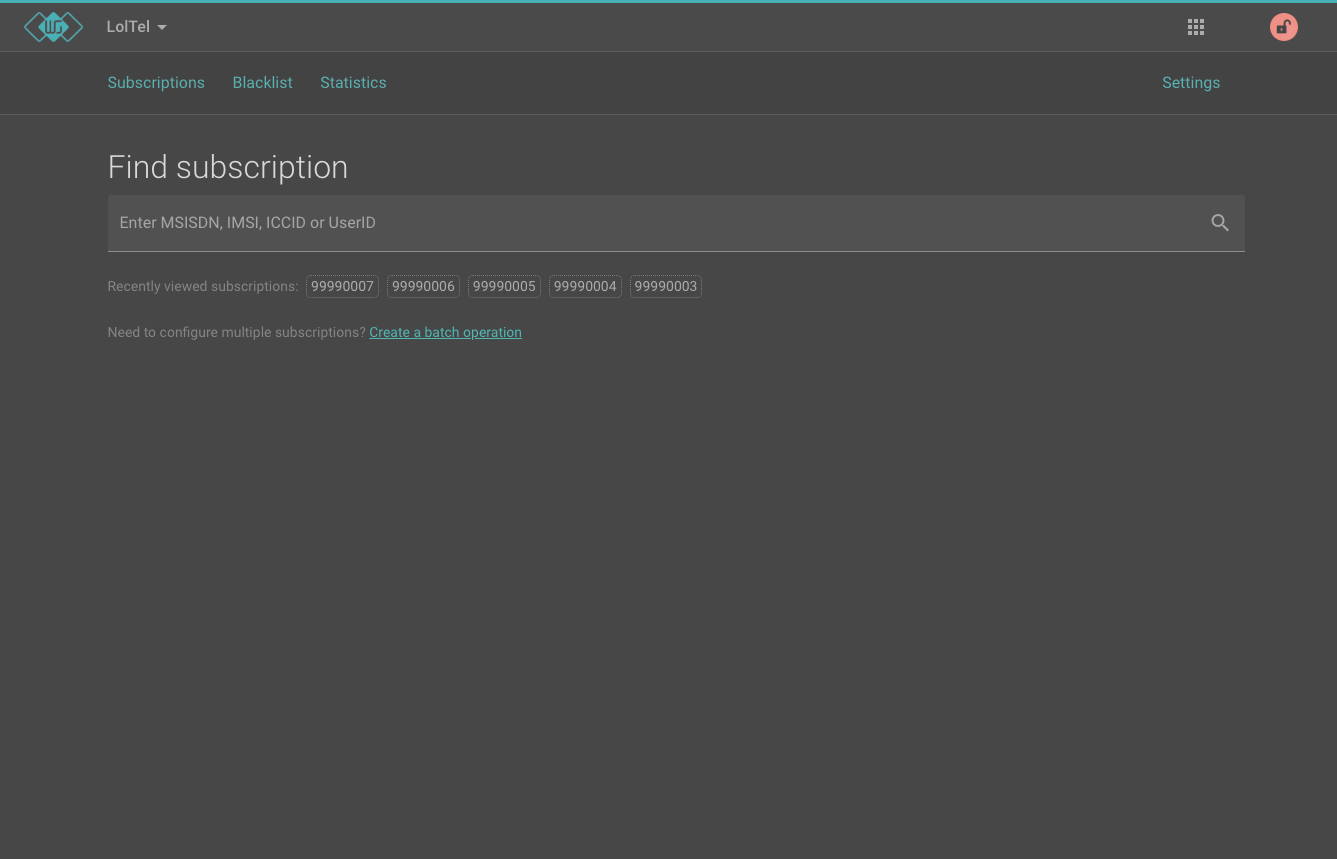 LolTel
Subscriptions Blacklist Statistics Settings
Find subscription
Enter MSISDN, IMSI, ICCID or UserID
Recently viewed subscriptions: 99990007 99990006 99990005 99990004 99990003
Need to configure multiple subscriptions? Create a batch operation